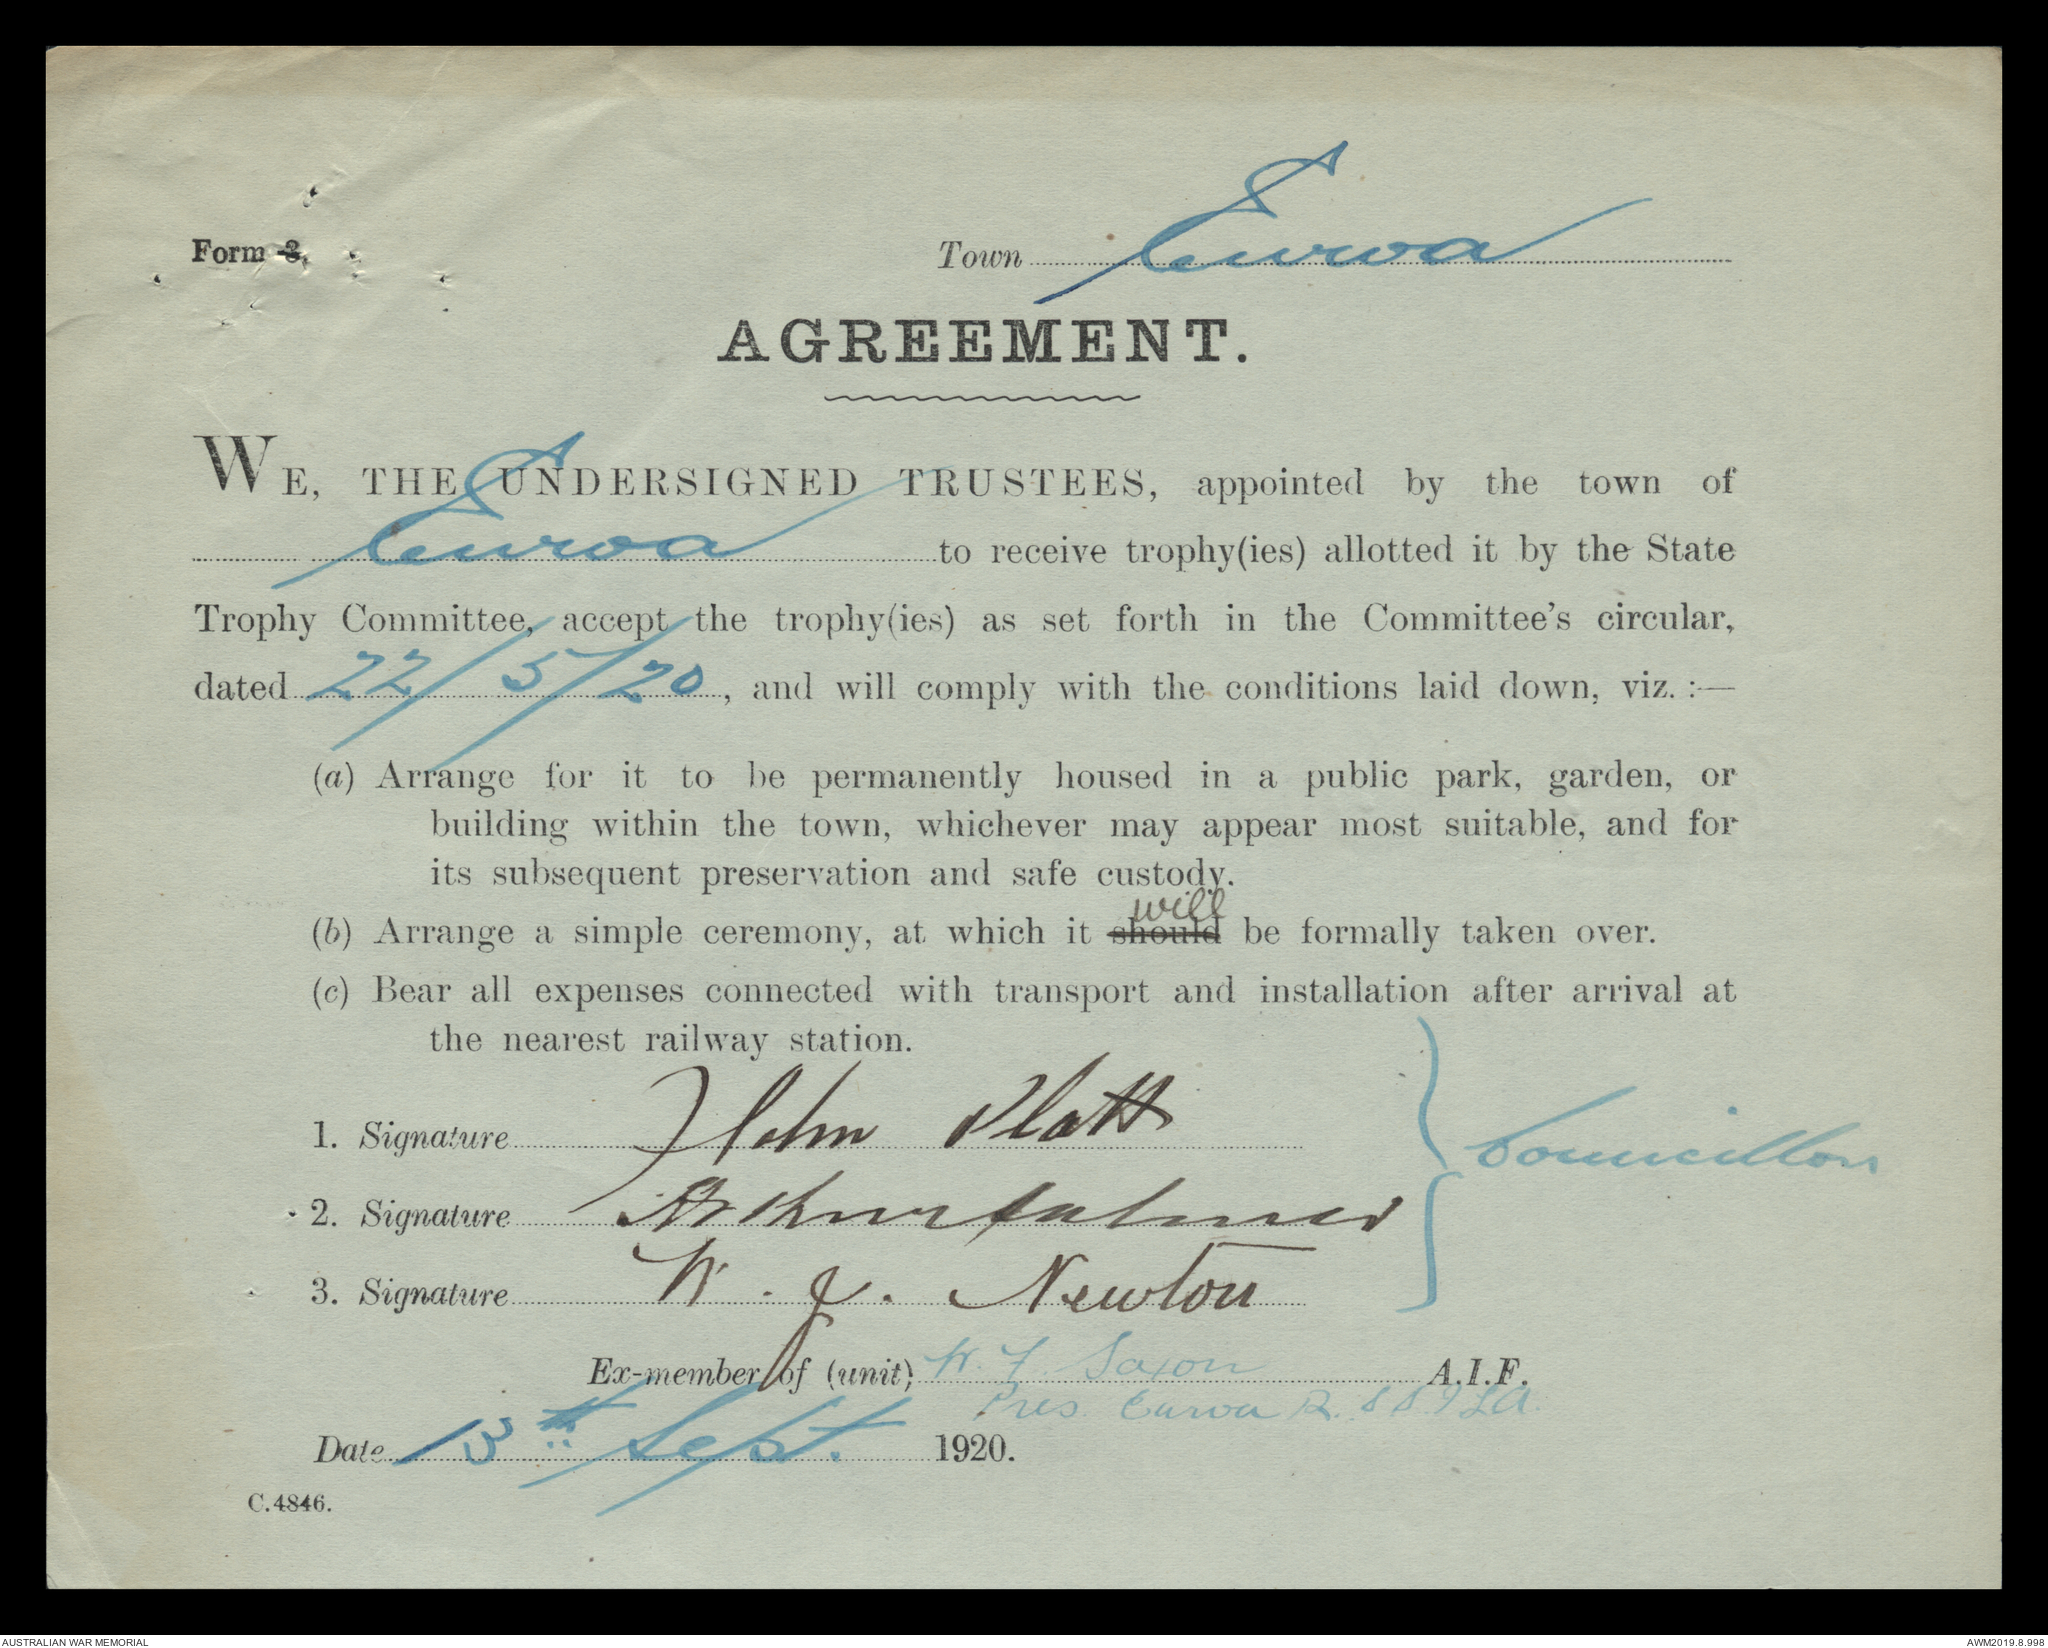 Form 3.
Town Euroa
AGREEMENT.
WE, THE UNDERSIGNED TRUSTEES, appointed by the town of
Euroa to receive trophy(ies) allotted it by the State
Trophy Committee, accept the trophy(ies) as set forth in the Committee's circular,
dated 22/5/20, and will comply with the conditions laid down, viz. :—
(a) Arrange for it to be permanently housed in a public park, garden, or
building within the town, whichever may appear most suitable, and for
its subsequent preservation and safe custody.
will
(b) Arrange a simple ceremony, at which it should be formally taken over.
(c) Bear all expenses connected with transport and installation after arrival at
the nearest railway station.
1. Signature John Platt
Councillors
2. Signature Arthur
3. Signature W. J. Newton
Ex-member of (unit) W. F. Saxon A.I.F.
Pres. Euroa R.S.S.I.L.A.
Date 13th Sept. 1920.
C.4846.
AUSTRALIAN WAR MEMORIAL
AWM2019.8.998